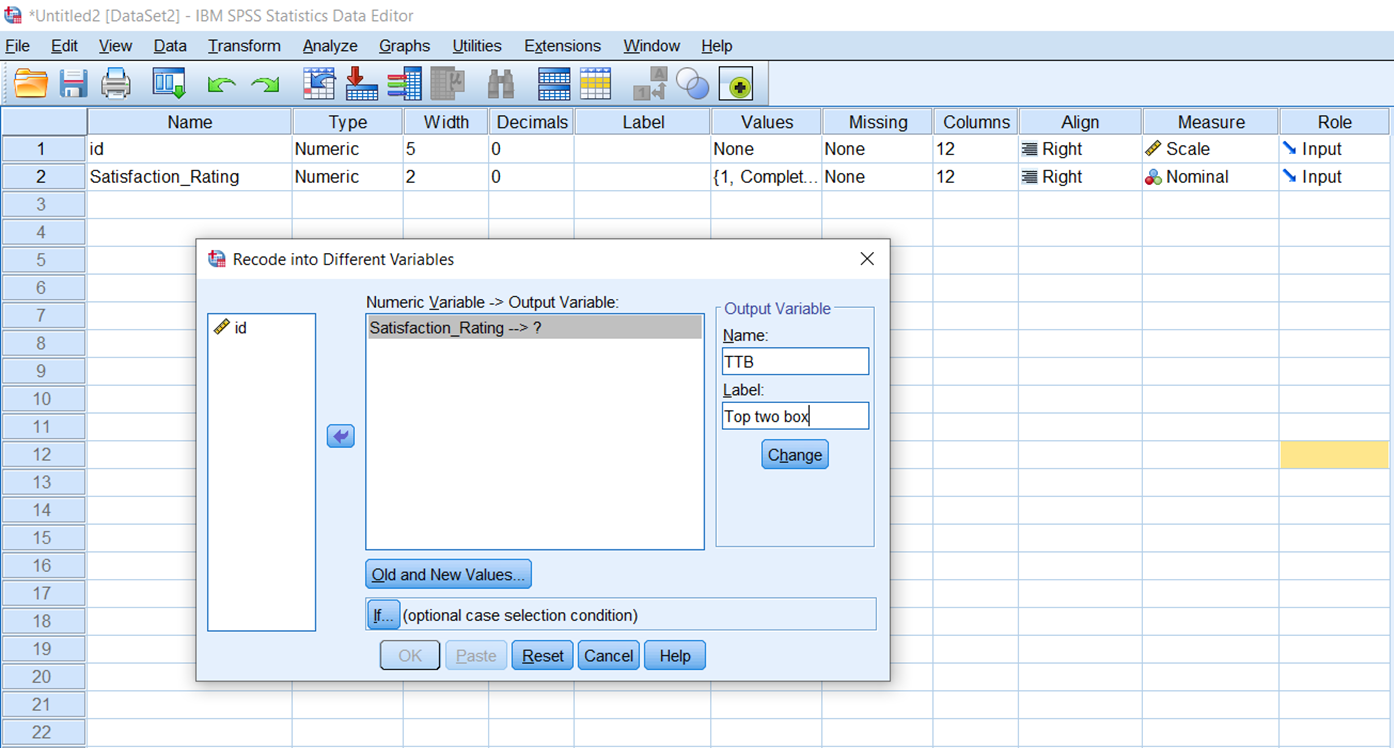 *Untitled2 [DataSet2] - IBM SPSS Statistics Data Editor
File Edit View Data Transform Analyze Graphs Utilities Extensions Window Help
Name Type Width Decimals Label Values Missing Columns Align Measure Role
1 id Numeric 5 0 None None 12 Right Scale Input
2 Satisfaction_Rating Numeric 2 0 {1, Complet... None 12 Right Nominal Input
3
4
5
6
7
8
9
10
11
12
13
14
15
16
17
18
19
20
21
22
Recode into Different Variables
id
Numeric Variable -> Output Variable:
Satisfaction_Rating --> ?
Output Variable
Name:
TTB
Label:
Top two box
Change
Old and New Values...
If... (optional case selection condition)
OK Paste Reset Cancel Help